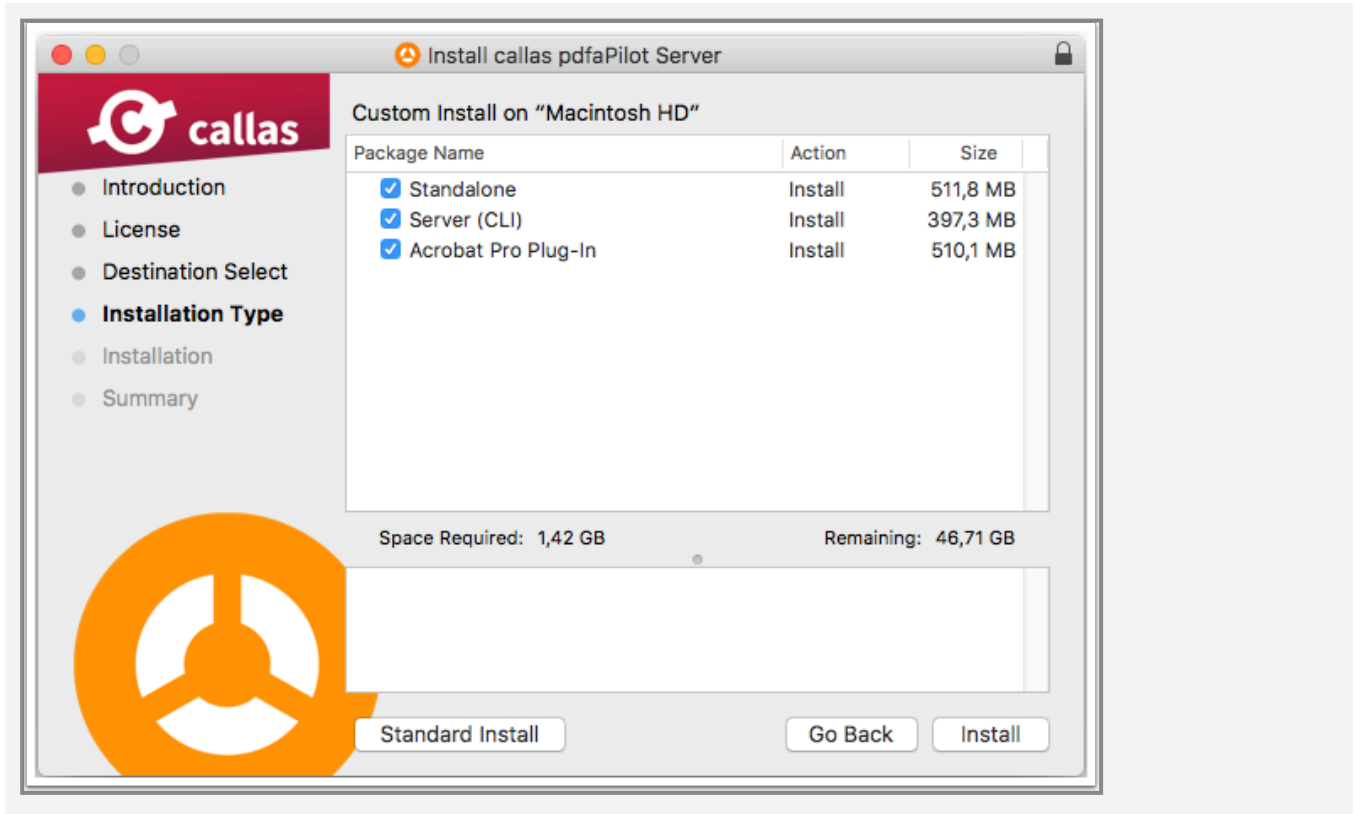 Install callas pdfaPilot Server
callas
Introduction
License
Destination Select
Installation Type
Installation
Summary
Custom Install on “Macintosh HD”
Package Name Action Size
Standalone Install 511,8 MB
Server (CLI) Install 397,3 MB
Acrobat Pro Plug-In Install 510,1 MB
Space Required: 1,42 GB Remaining: 46,71 GB
Standard Install Go Back Install